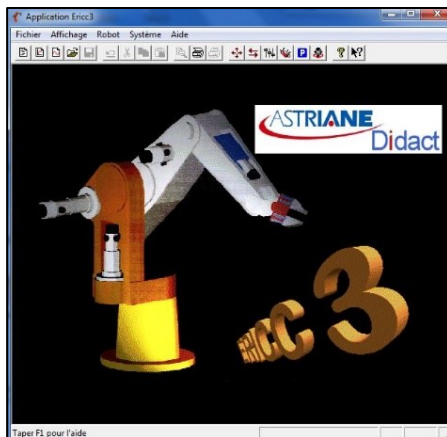 Application Ericc3
Fichier Affichage Robot Système Aide
P
? ?
ASTRIANE
Didact
ERICC 3
Taper F1 pour l'aide